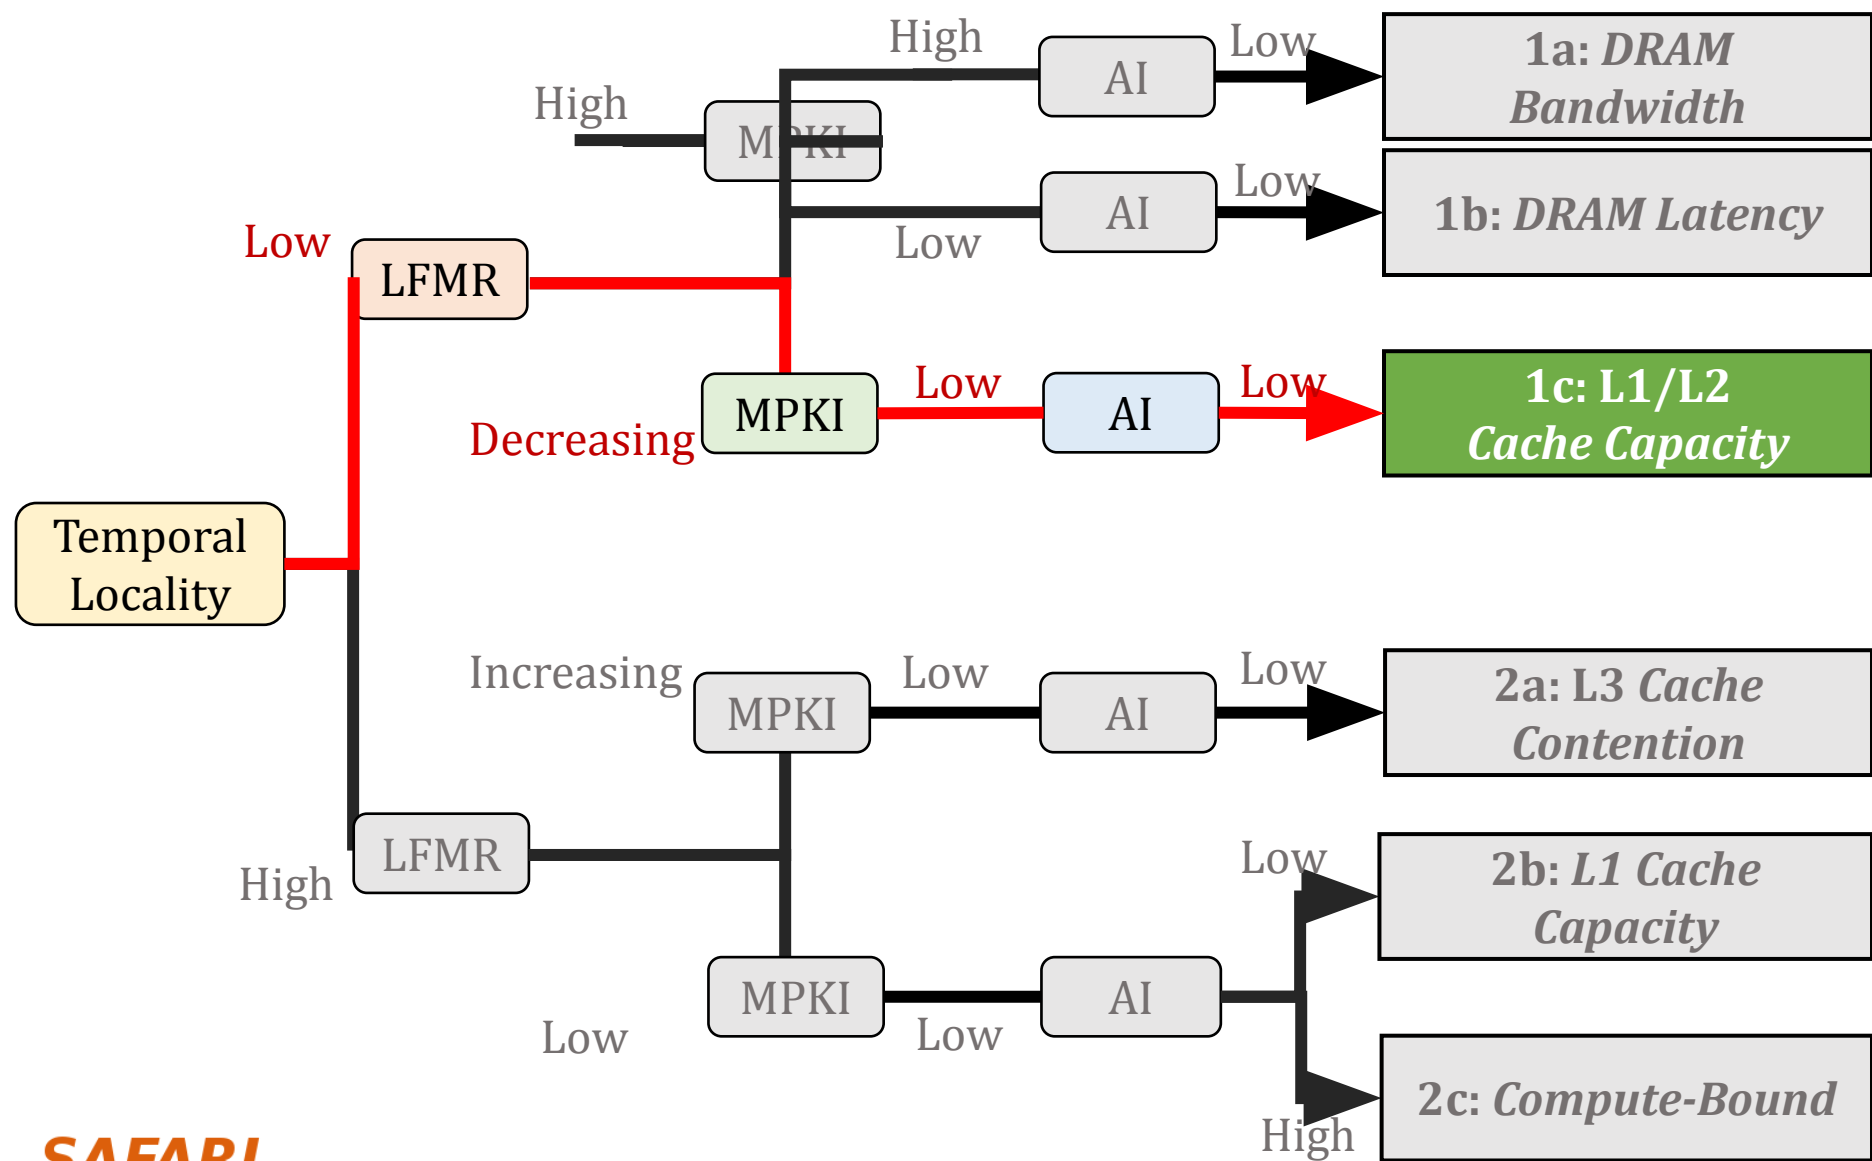 High
AI
Low
1a: DRAM
Bandwidth
High
MPKI
Low
AI
Low
1b: DRAM Latency
Low
LFMR
Decreasing
MPKI
Low
AI
Low
1c: L1/L2
Cache Capacity
Temporal
Locality
Increasing
MPKI
Low
AI
Low
2a: L3 Cache
Contention
High
LFMR
Low
MPKI
Low
AI
Low
2b: L1 Cache
Capacity
High
2c: Compute-Bound
SAFARI